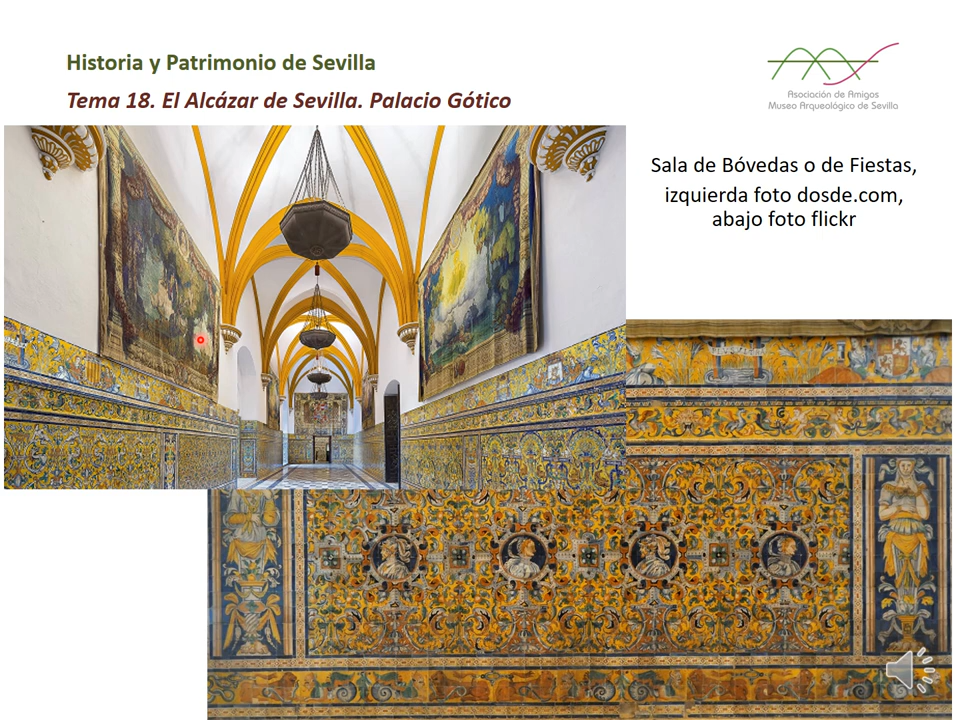 Historia y Patrimonio de Sevilla
Tema 18. El Alcázar de Sevilla. Palacio Gótico
Asociación de Amigos
Museo Arqueológico de Sevilla
Sala de Bóvedas o de Fiestas,
izquierda foto dosde.com,
abajo foto flickr